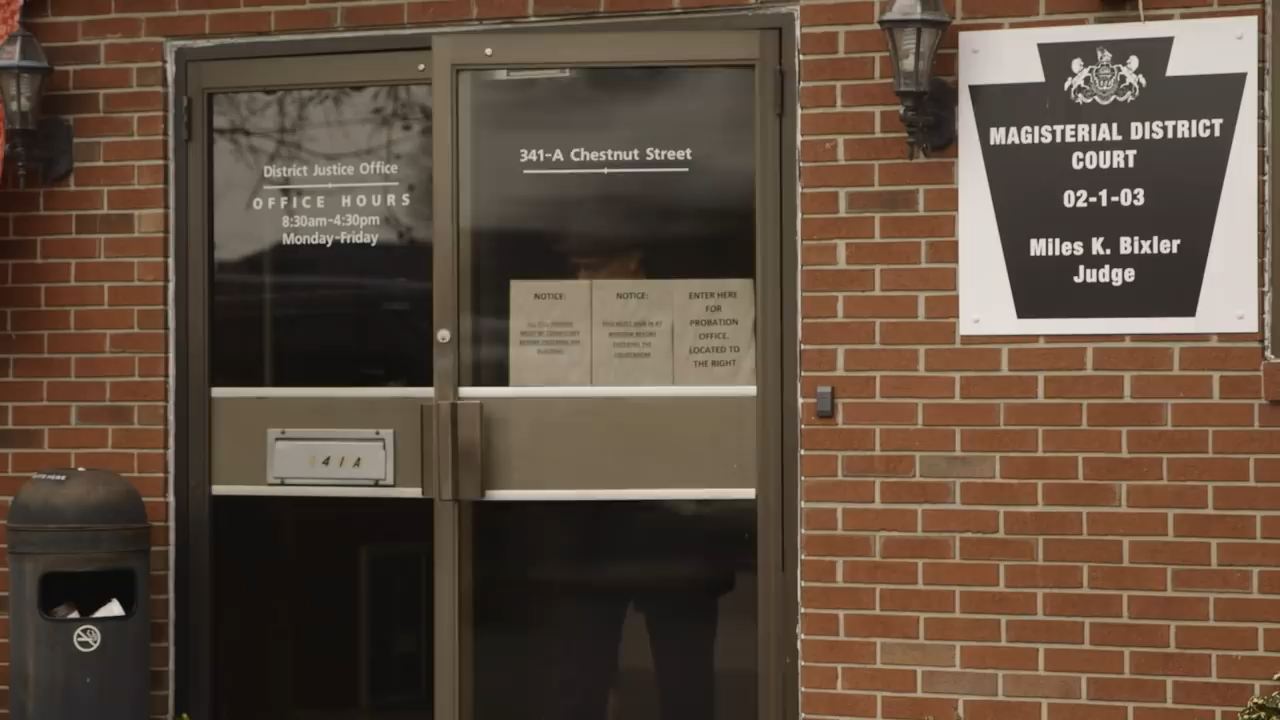 District Justice Office
OFFICE HOURS
8:30am-4:30pm
Monday-Friday
341-A Chestnut Street
NOTICE:
NOTICE:
ENTER HERE
FOR
PROBATION
OFFICE.
LOCATED TO
THE RIGHT
41A
MAGISTERIAL DISTRICT
COURT
02-1-03
Miles K. Bixler
Judge